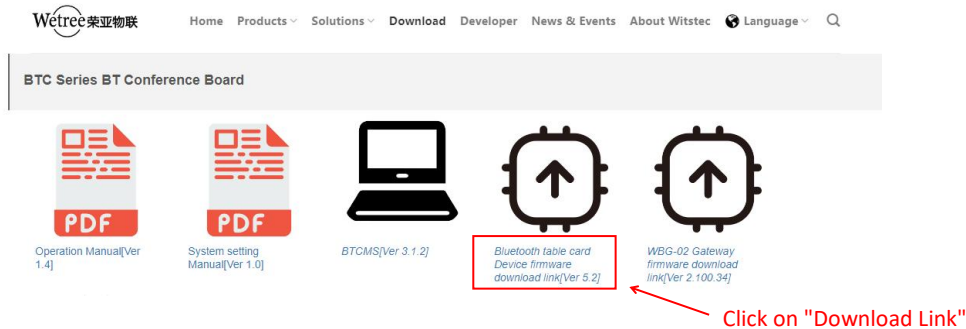 Wetree荣亚物联 Home Products Solutions Download Developer News & Events About Witstec Language
BTC Series BT Conference Board
PDF
PDF
Operation Manual[Ver
1.4]
System setting
Manual[Ver 1.0]
BTCMS[Ver 3.1.2]
Bluetooth table card
Device firmware
download link[Ver 5.2]
WBG-02 Gateway
firmware download
link[Ver 2.100.34]
Click on "Download Link"